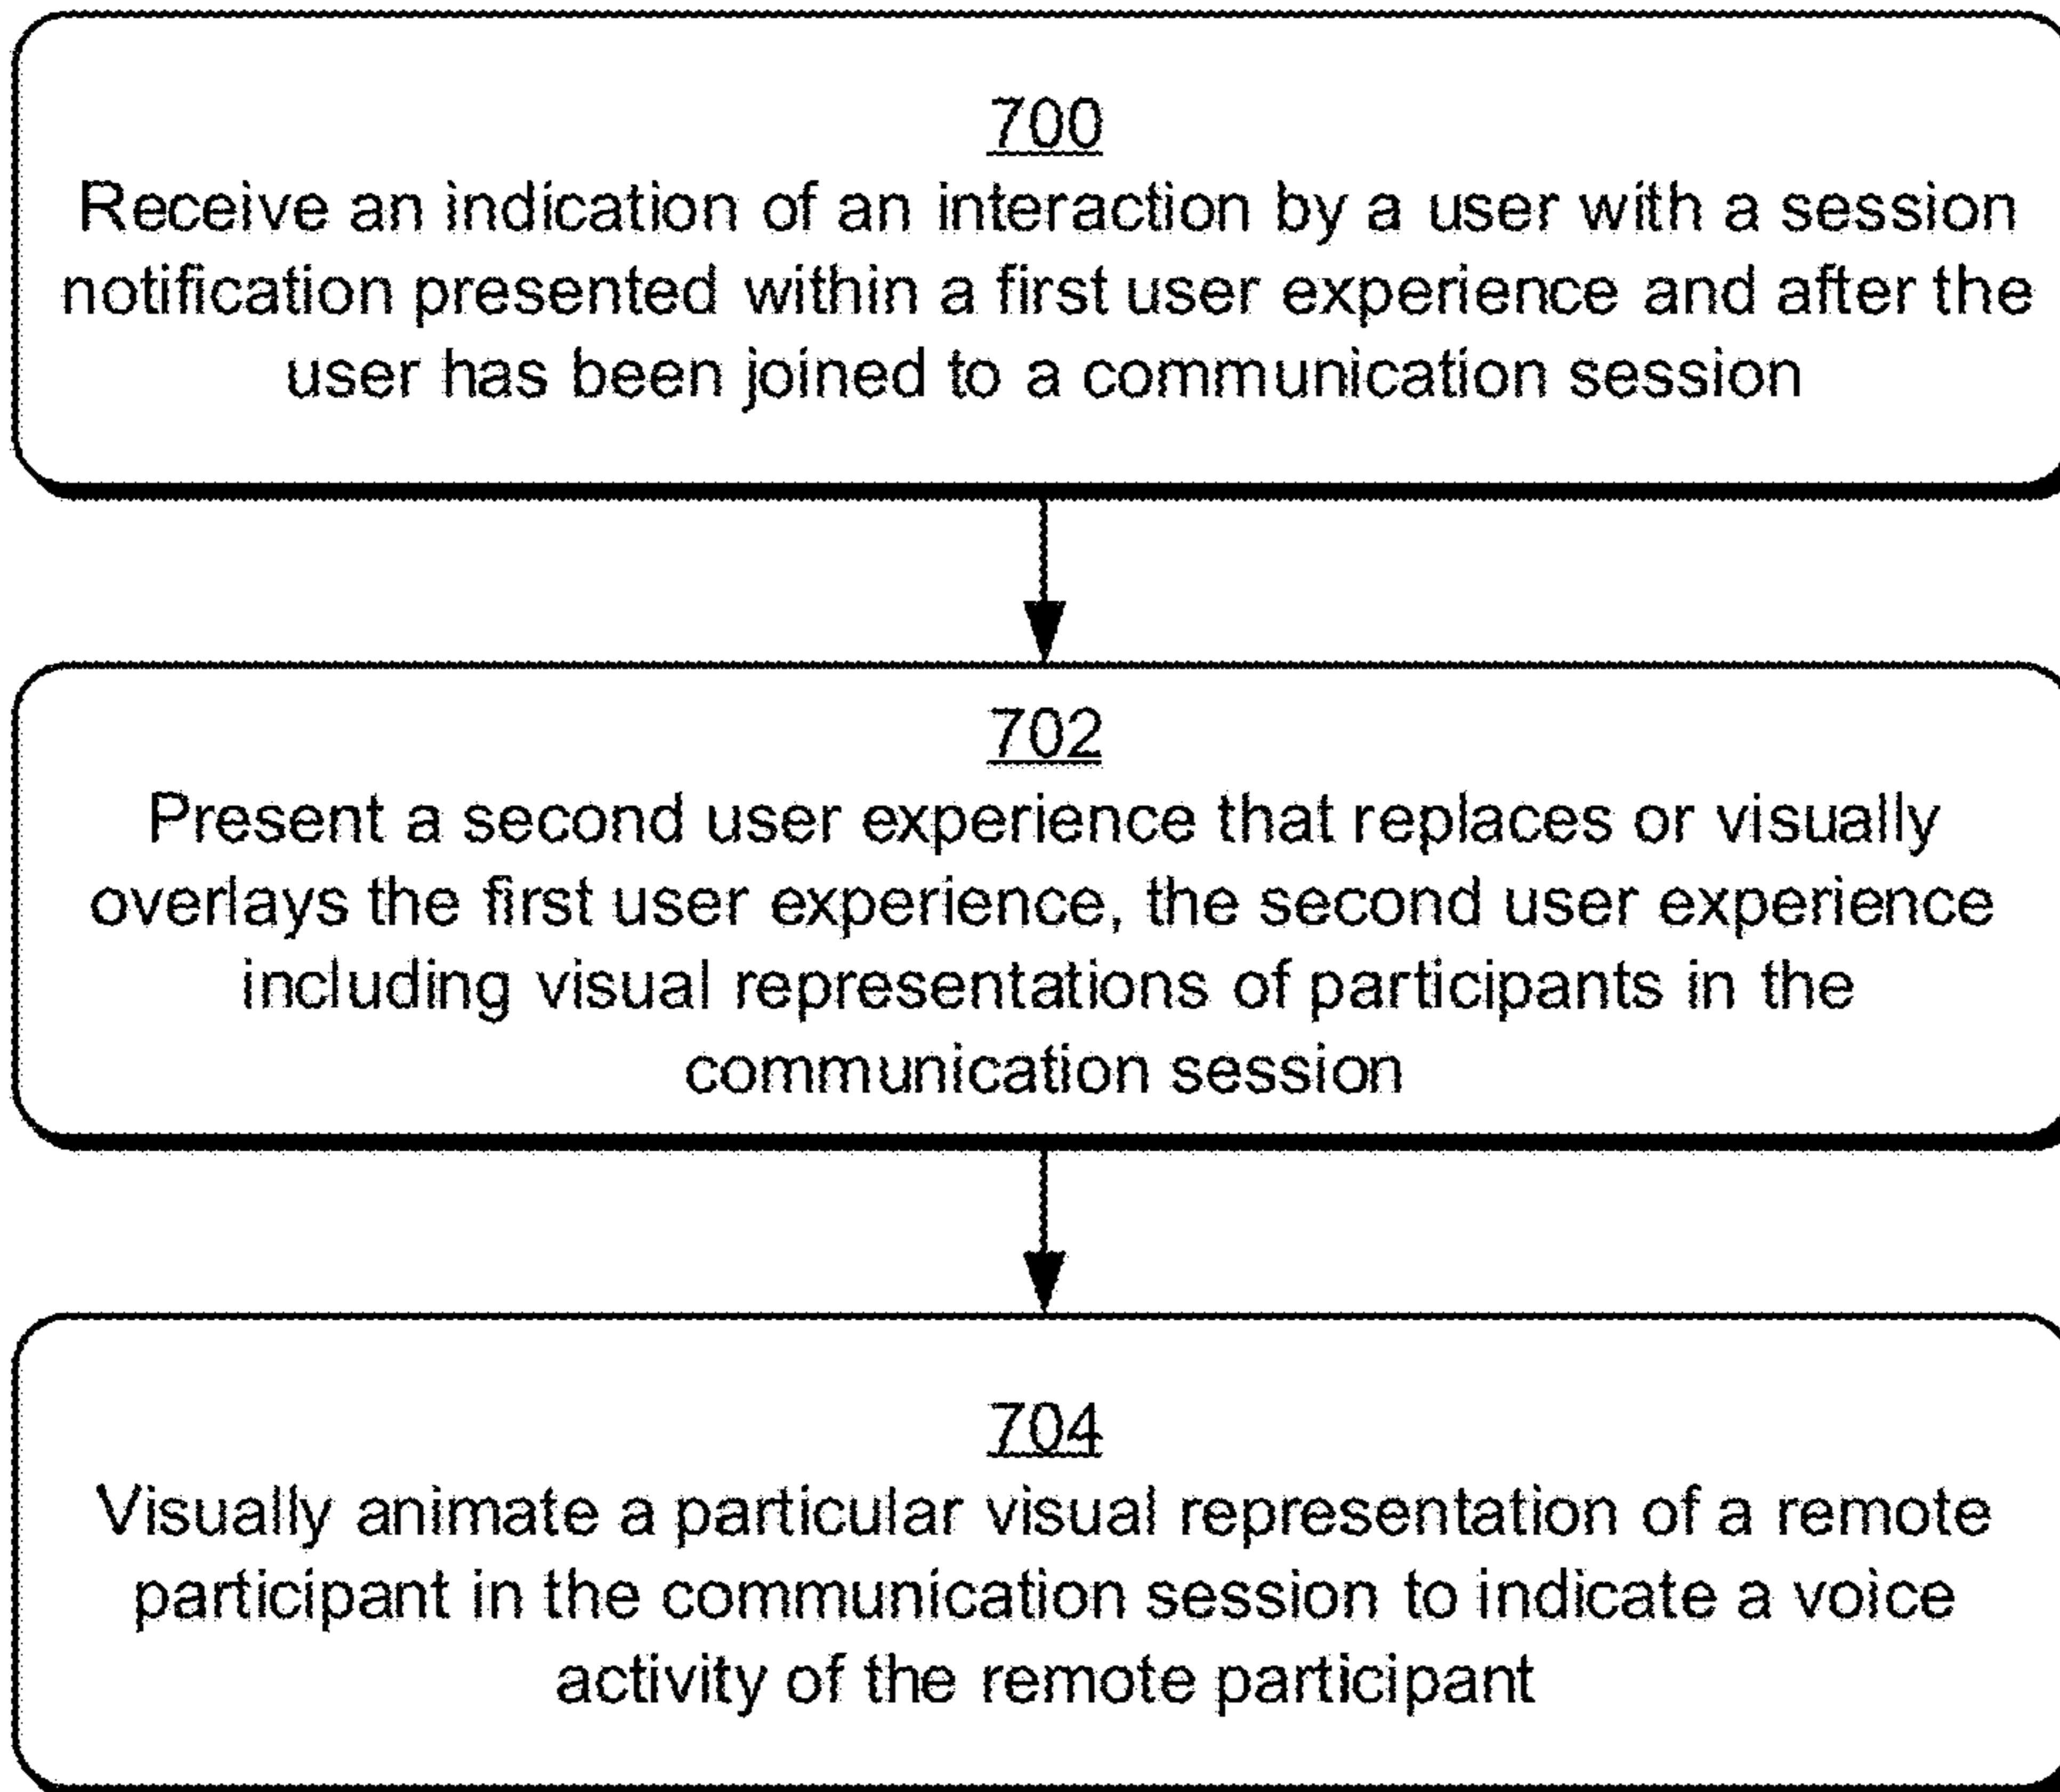 700
Receive an indication of an interaction by a user with a session
notification presented within a first user experience and after the
user has been joined to a communication session
702
Present a second user experience that replaces or visually
overlays the first user experience, the second user experience
including visual representations of participants in the
communication session
704
Visually animate a particular visual representation of a remote
participant in the communication session to indicate a voice
activity of the remote participant